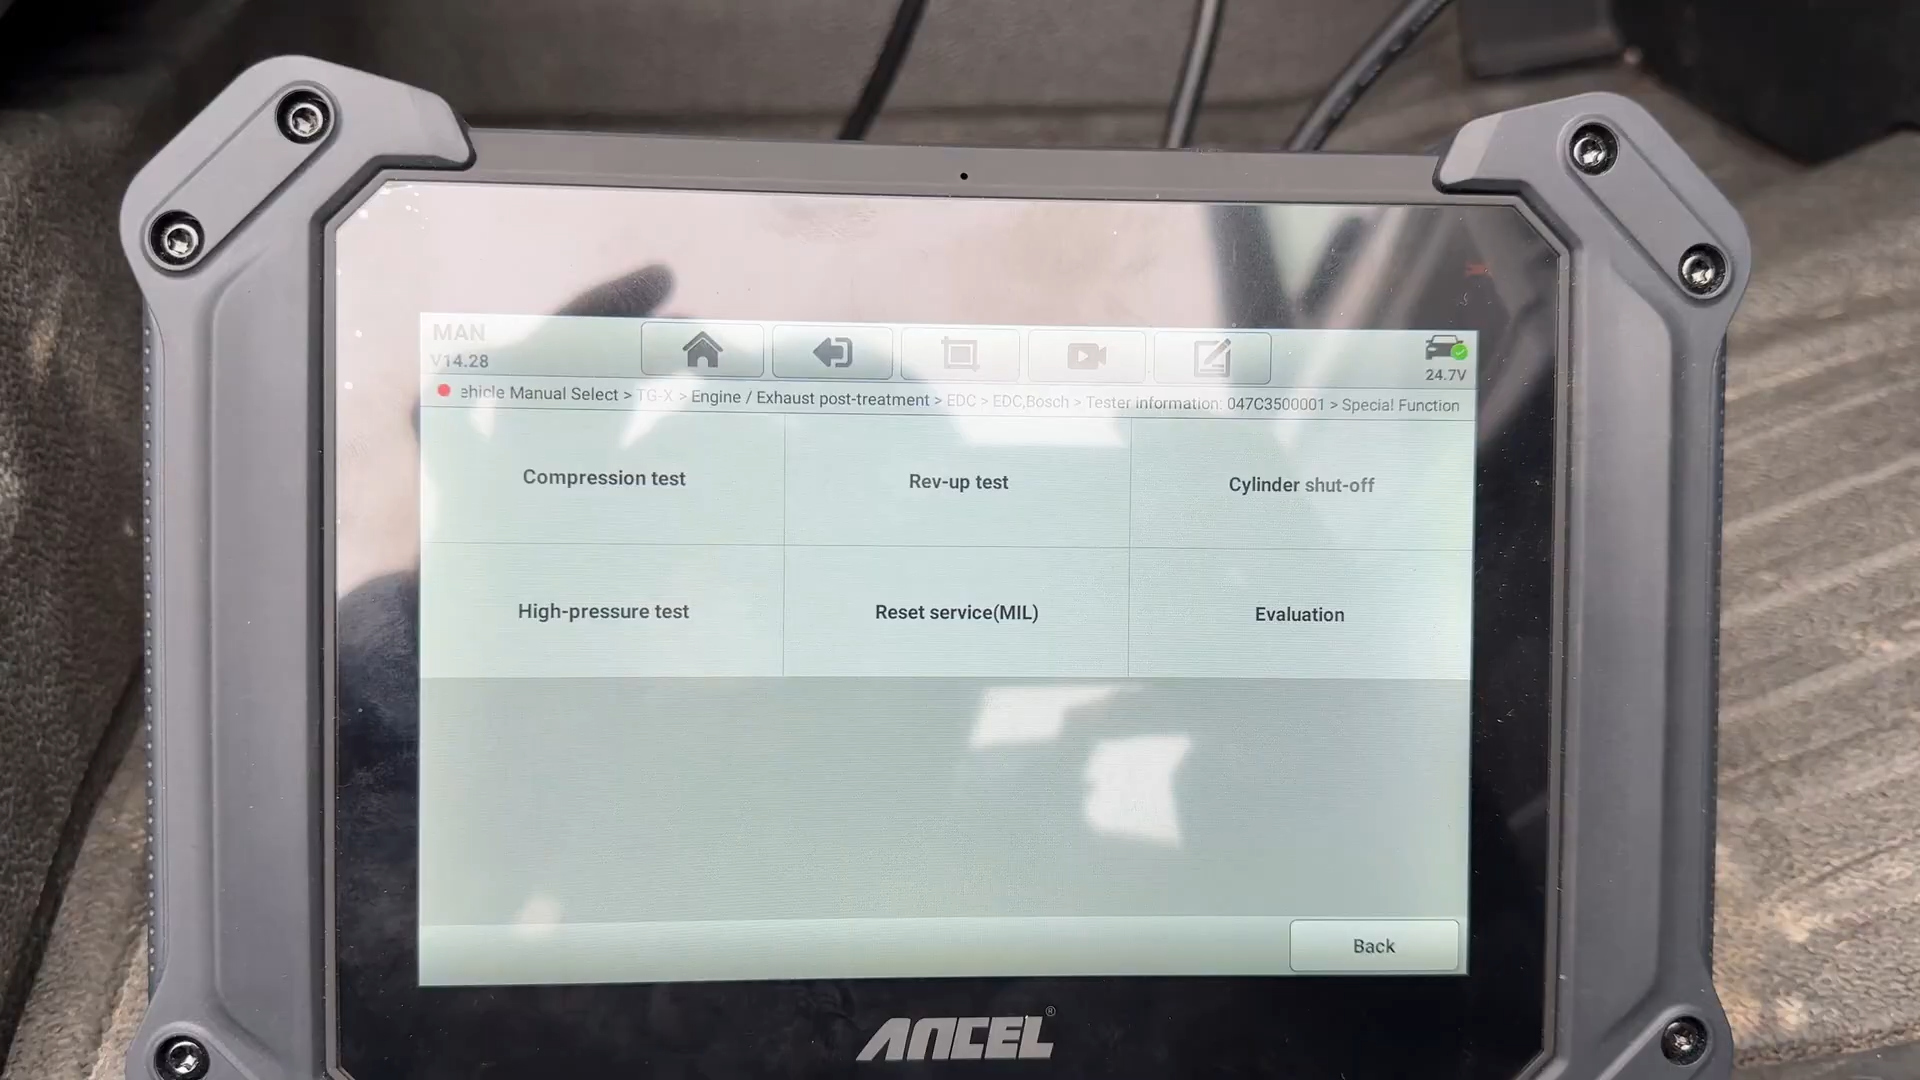 MAN
V14.28
24.7V
ehicle Manual Select > TG-X > Engine / Exhaust post-treatment > EDC > EDC,Bosch > Tester information: 047C3500001 > Special Function
Compression test
Rev-up test
Cylinder shut-off
High-pressure test
Reset service(MIL)
Evaluation
Back
ANCEL®